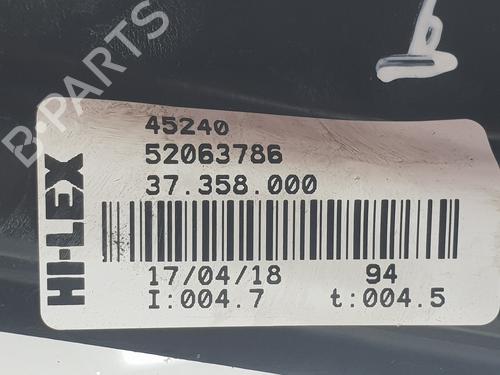 45240
52063786
37.358.000
HI-LEX
17/04/18 94
I:004.7 t:004.5
B-PARTS